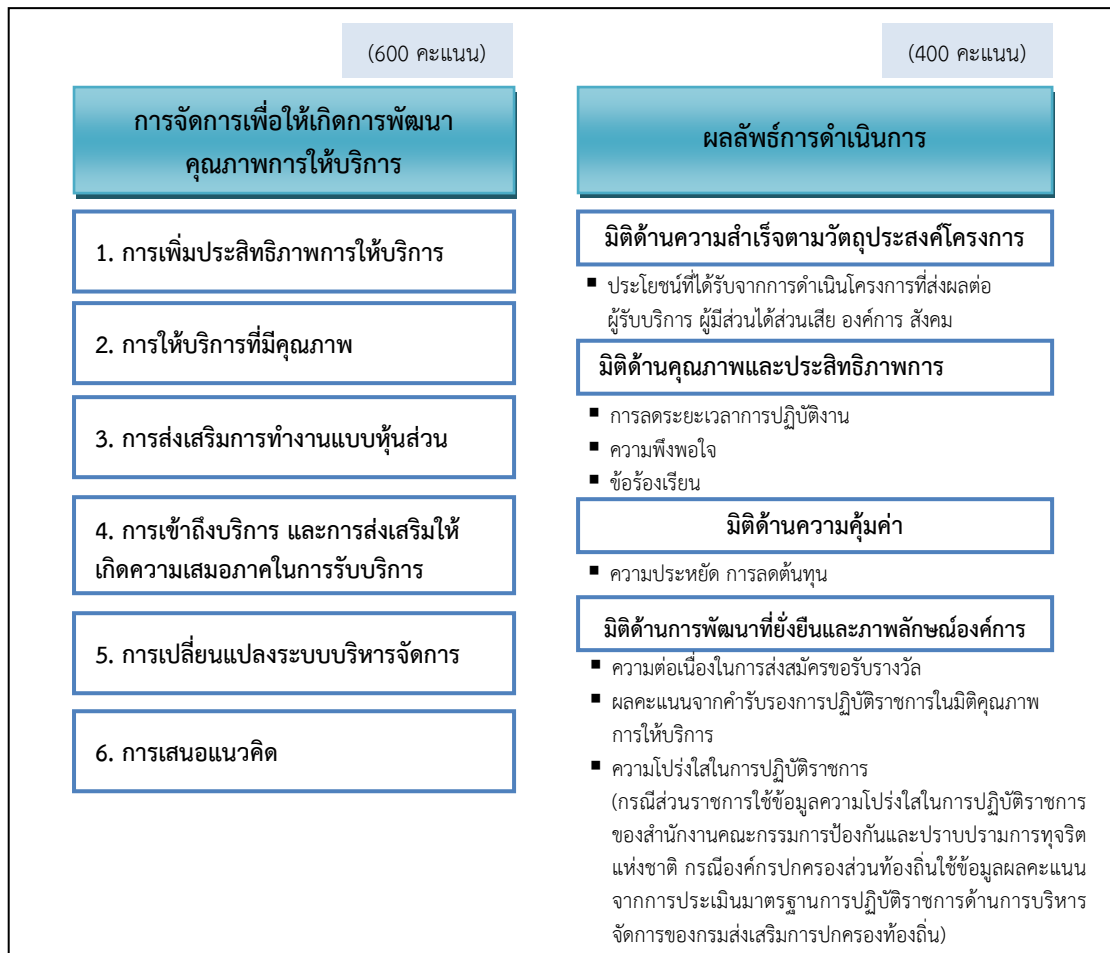 (600 คะแนน)
การจัดการเพื่อให้เกิดการพัฒนา
คุณภาพการให้บริการ
1. การเพิ่มประสิทธิภาพการให้บริการ
2. การให้บริการที่มีคุณภาพ
3. การส่งเสริมการทำงานแบบหุ้นส่วน
4. การเข้าถึงบริการ และการส่งเสริมให้
เกิดความเสมอภาคในการรับบริการ
5. การเปลี่ยนแปลงระบบบริหารจัดการ
6. การเสนอแนวคิด
(400 คะแนน)
ผลลัพธ์การดำเนินการ
มิติด้านความสำเร็จตามวัตถุประสงค์โครงการ
▪ ประโยชน์ที่ได้รับจากการดำเนินโครงการที่ส่งผลต่อ
ผู้รับบริการ ผู้มีส่วนได้ส่วนเสีย องค์การ สังคม
มิติด้านคุณภาพและประสิทธิภาพการ
▪ การลดระยะเวลาการปฏิบัติงาน
▪ ความพึงพอใจ
▪ ข้อร้องเรียน
มิติด้านความคุ้มค่า
▪ ความประหยัด การลดต้นทุน
มิติด้านการพัฒนาที่ยั่งยืนและภาพลักษณ์องค์การ
▪ ความต่อเนื่องในการส่งสมัครขอรับรางวัล
▪ ผลคะแนนจากคำรับรองการปฏิบัติราชการในมิติคุณภาพ
การให้บริการ
▪ ความโปร่งใสในการปฏิบัติราชการ
(กรณีส่วนราชการใช้ข้อมูลความโปร่งใสในการปฏิบัติราชการ
ของสำนักงานคณะกรรมการป้องกันและปราบปรามการทุจริต
แห่งชาติ กรณีองค์กรปกครองส่วนท้องถิ่นใช้ข้อมูลผลคะแนน
จากการประเมินมาตรฐานการปฏิบัติราชการด้านการบริหาร
จัดการของกรมส่งเสริมการปกครองท้องถิ่น)